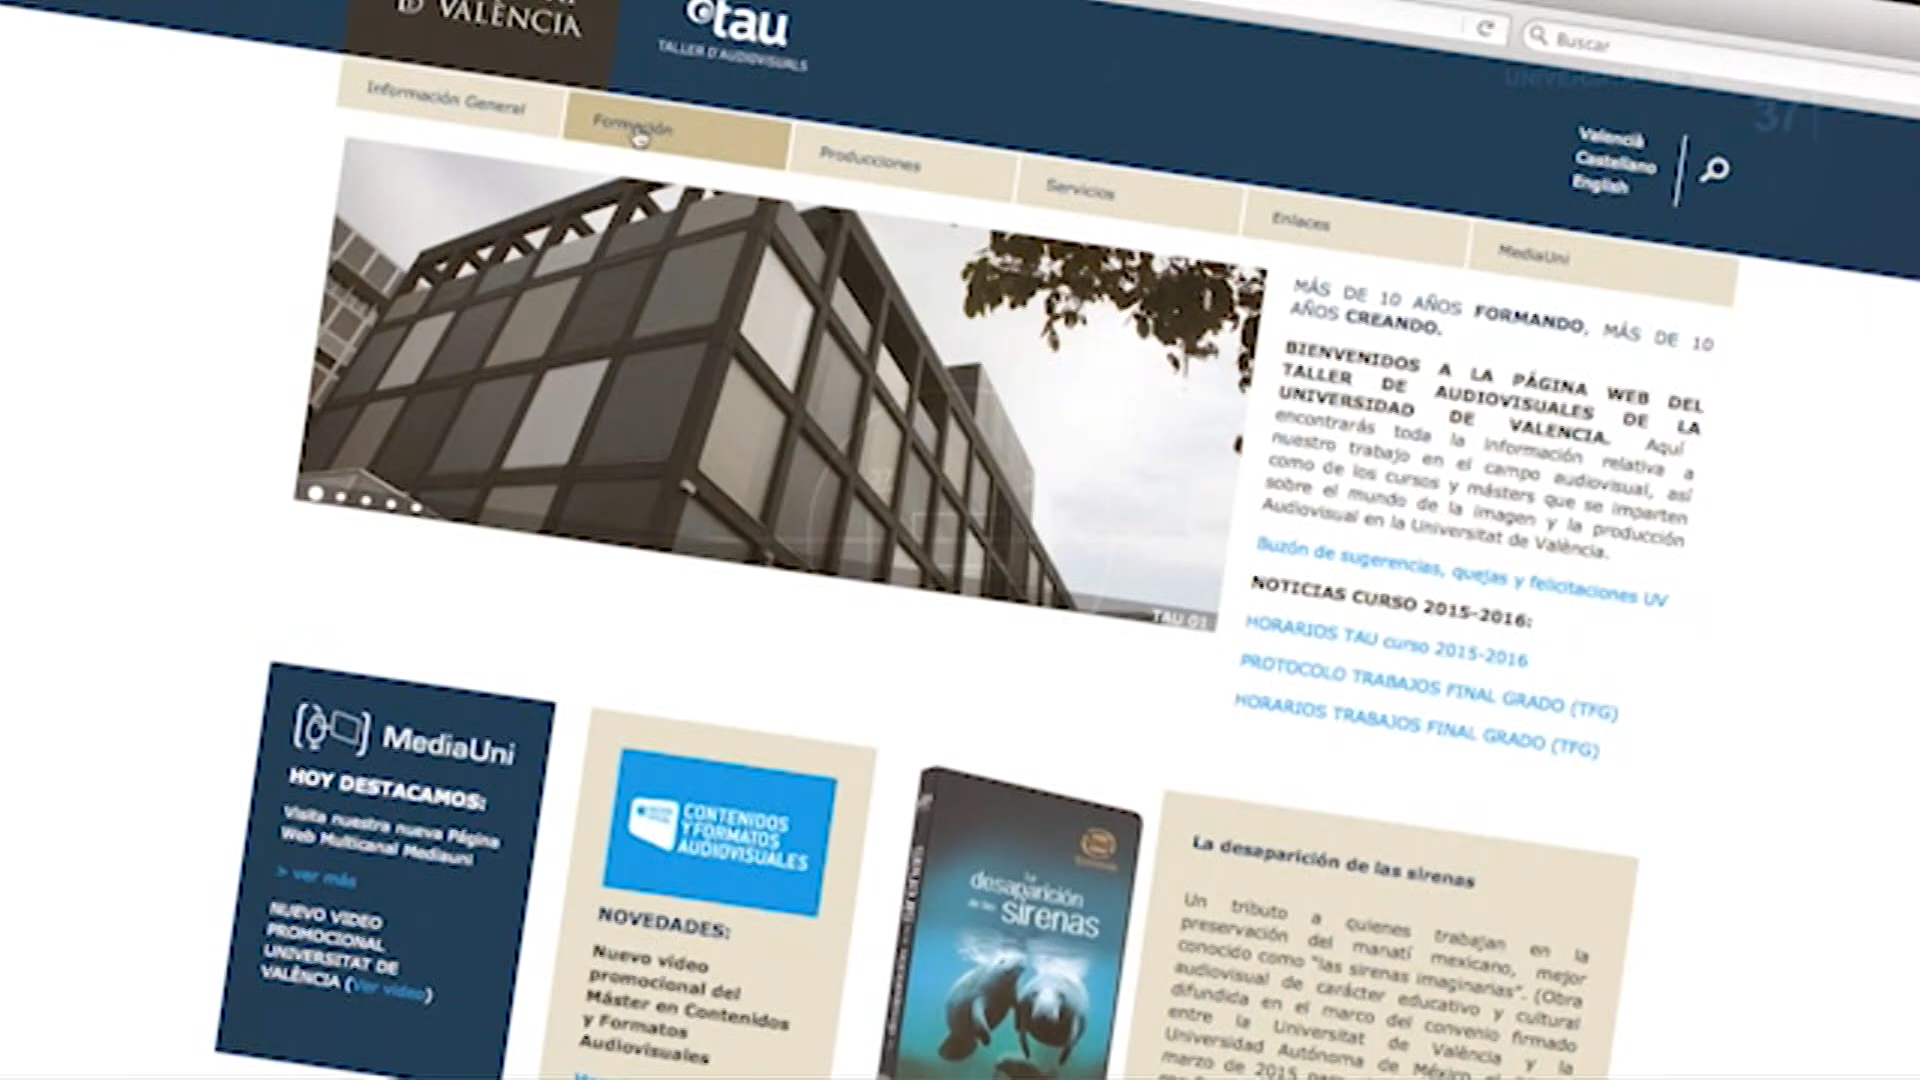 DE VALÈNCIA
tau
TALLER D'AUDIOVISUALS
Buscar
37
Valencià
Castellano
English
Información General
Formación
Producciones
Servicios
Enlaces
MediaUni
TAU 01
MÁS DE 10 AÑOS FORMANDO, MÁS DE 10
AÑOS CREANDO.
BIENVENIDOS A LA PÁGINA WEB DEL
TALLER DE AUDIOVISUALES DE LA
UNIVERSIDAD DE VALENCIA. Aquí
encontrarás toda la información relativa a
nuestro trabajo en el campo audiovisual, así
como de los cursos y másters que se imparten
sobre el mundo de la imagen y la producción
Audiovisual en la Universitat de València.
Buzón de sugerencias, quejas y felicitaciones UV
NOTICIAS CURSO 2015-2016:
HORARIOS TAU curso 2015-2016
PROTOCOLO TRABAJOS FINAL GRADO (TFG)
HORARIOS TRABAJOS FINAL GRADO (TFG)
MediaUni
HOY DESTACAMOS:
Visita nuestra nueva Página
Web Multicanal Mediauni
> ver más
NUEVO VIDEO
PROMOCIONAL
UNIVERSITAT DE
VALÈNCIA (Ver video)
CONTENIDOS
Y FORMATOS
AUDIOVISUALES
NOVEDADES:
Nuevo video
promocional del
Máster en Contenidos
y Formatos
Audiovisuales
La
desaparición
de las sirenas
La desaparición de las sirenas
Un tributo a quienes trabajan en la
preservación del manatí mexicano, mejor
conocido como "las sirenas imaginarias". (Obra
audiovisual de carácter educativo y cultural
difundida en el marco del convenio firmado
entre la Universitat de València y la
Universidad Autónoma de México el
marzo de 2015